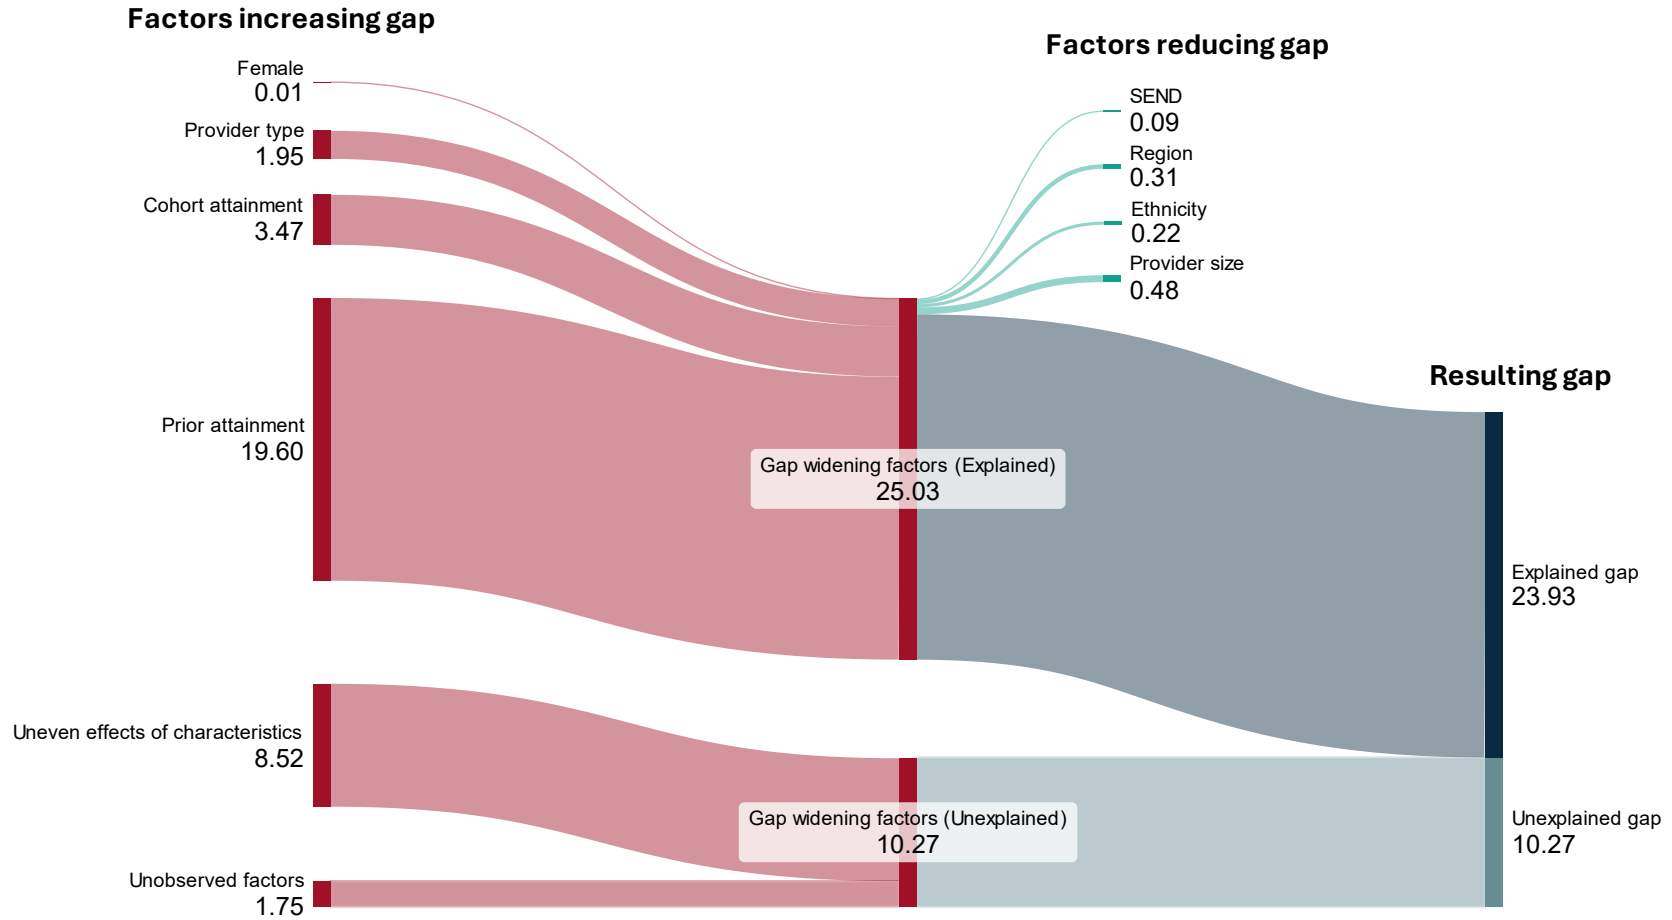 Factors increasing gap
Female
0.01
Provider type
1.95
Cohort attainment
3.47
Prior attainment
19.60
Uneven effects of characteristics
8.52
Unobserved factors
1.75
Gap widening factors (Explained)
25.03
Gap widening factors (Unexplained)
10.27
Factors reducing gap
SEND
0.09
Region
0.31
Ethnicity
0.22
Provider size
0.48
Resulting gap
Explained gap
23.93
Unexplained gap
10.27